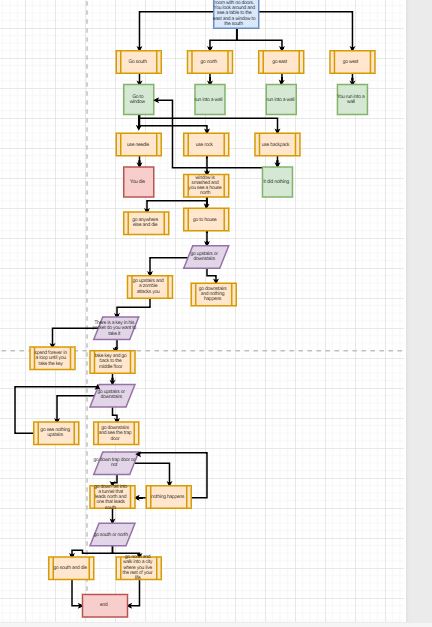 room with no doors.
You look around and
see a table to the
east and a window to
the south
Go south
go north
go east
go west
Go to
window
run into a wall
run into a wall
You run into a
wall
use needle
use rock
use backpack
You die
window is
smashed and
you see a house
north
it did nothing
go anywhere
else and die
go to house
go upstairs or
downstairs
go upstairs and
a zombie
attacks you
go downstairs
and nothing
happens
There is a key in his
pocket do you want to
take it
spend forever in
a loop until you
take the key
take key and go
back to the
middle floor
go upstairs or
downstairs
go see nothing
upstairs
go downstairs
and see the trap
door
go down trap door or
not
go down fall into
a tunnel that
leads north and
one that leads
south
nothing happens
go south or north
go south and die
go north and
walk into a city
where you live
the rest of your
life
end